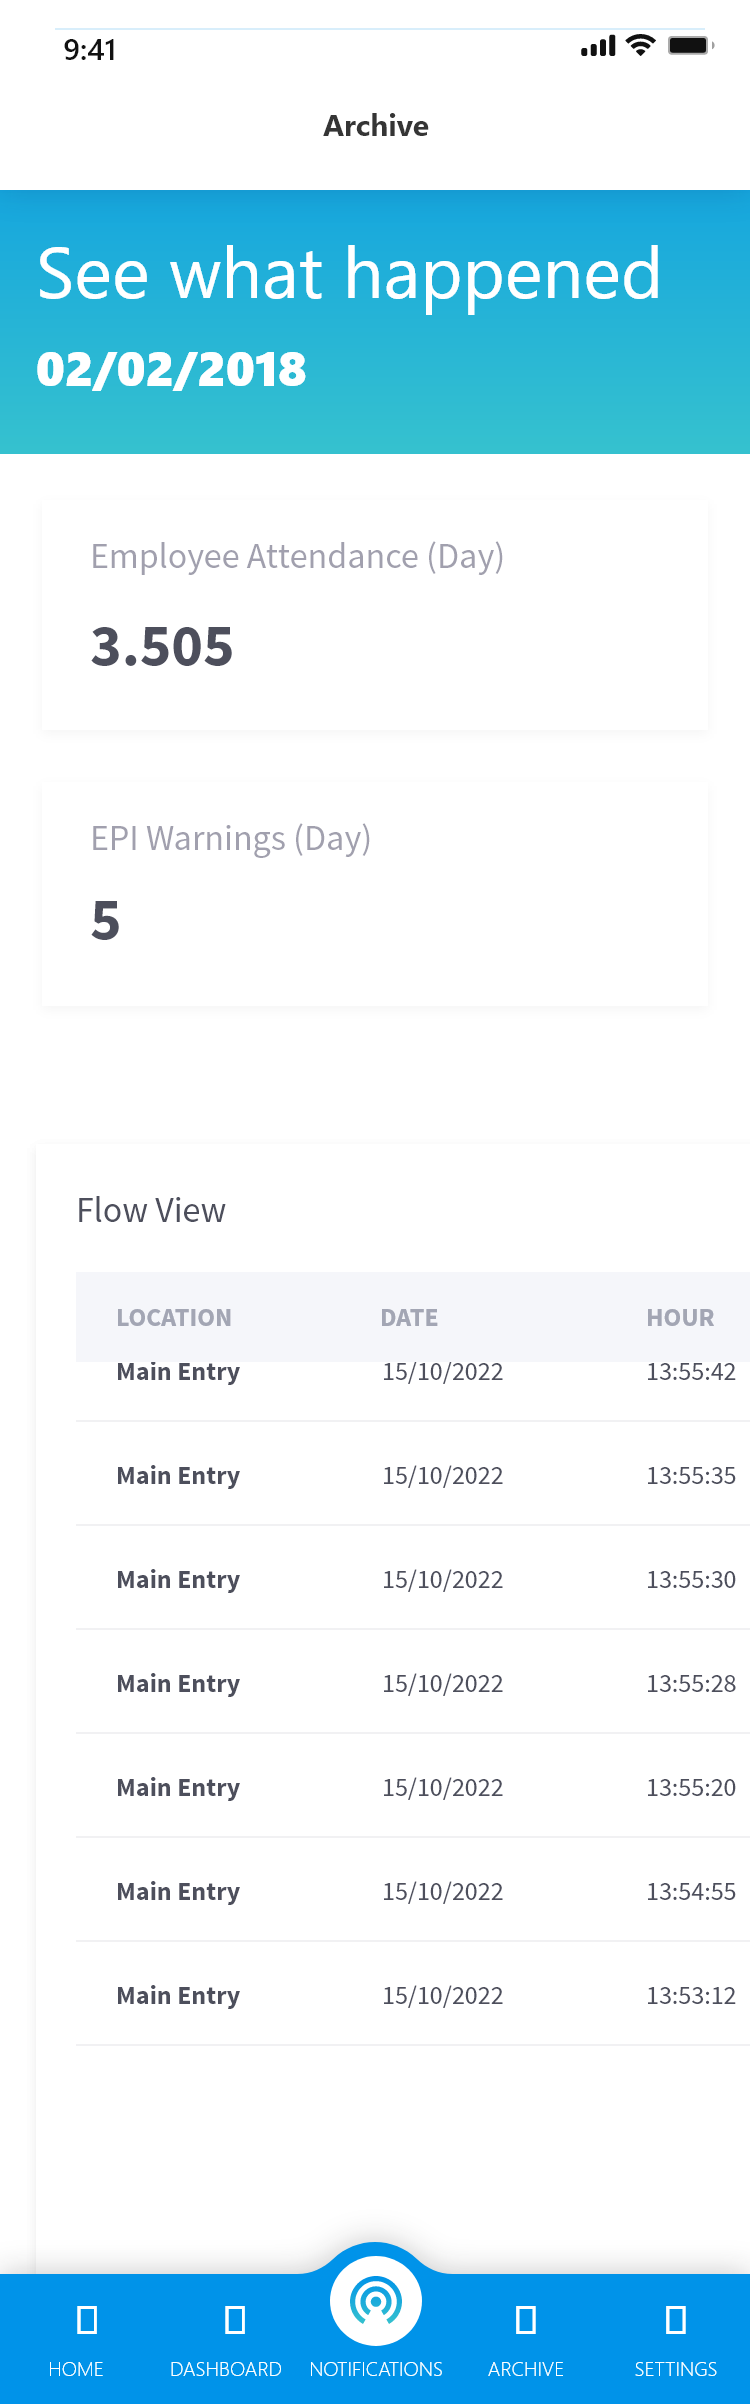 9:41
Archive
See what happened
02/02/2018
Employee Attendance (Day)
3.505
EPI Warnings (Day)
5
Flow View
LOCATION DATE HOUR
Main Entry 15/10/2022 13:55:42
Main Entry 15/10/2022 13:55:35
Main Entry 15/10/2022 13:55:30
Main Entry 15/10/2022 13:55:28
Main Entry 15/10/2022 13:55:20
Main Entry 15/10/2022 13:54:55
Main Entry 15/10/2022 13:53:12
HOME DASHBOARD NOTIFICATIONS ARCHIVE SETTINGS